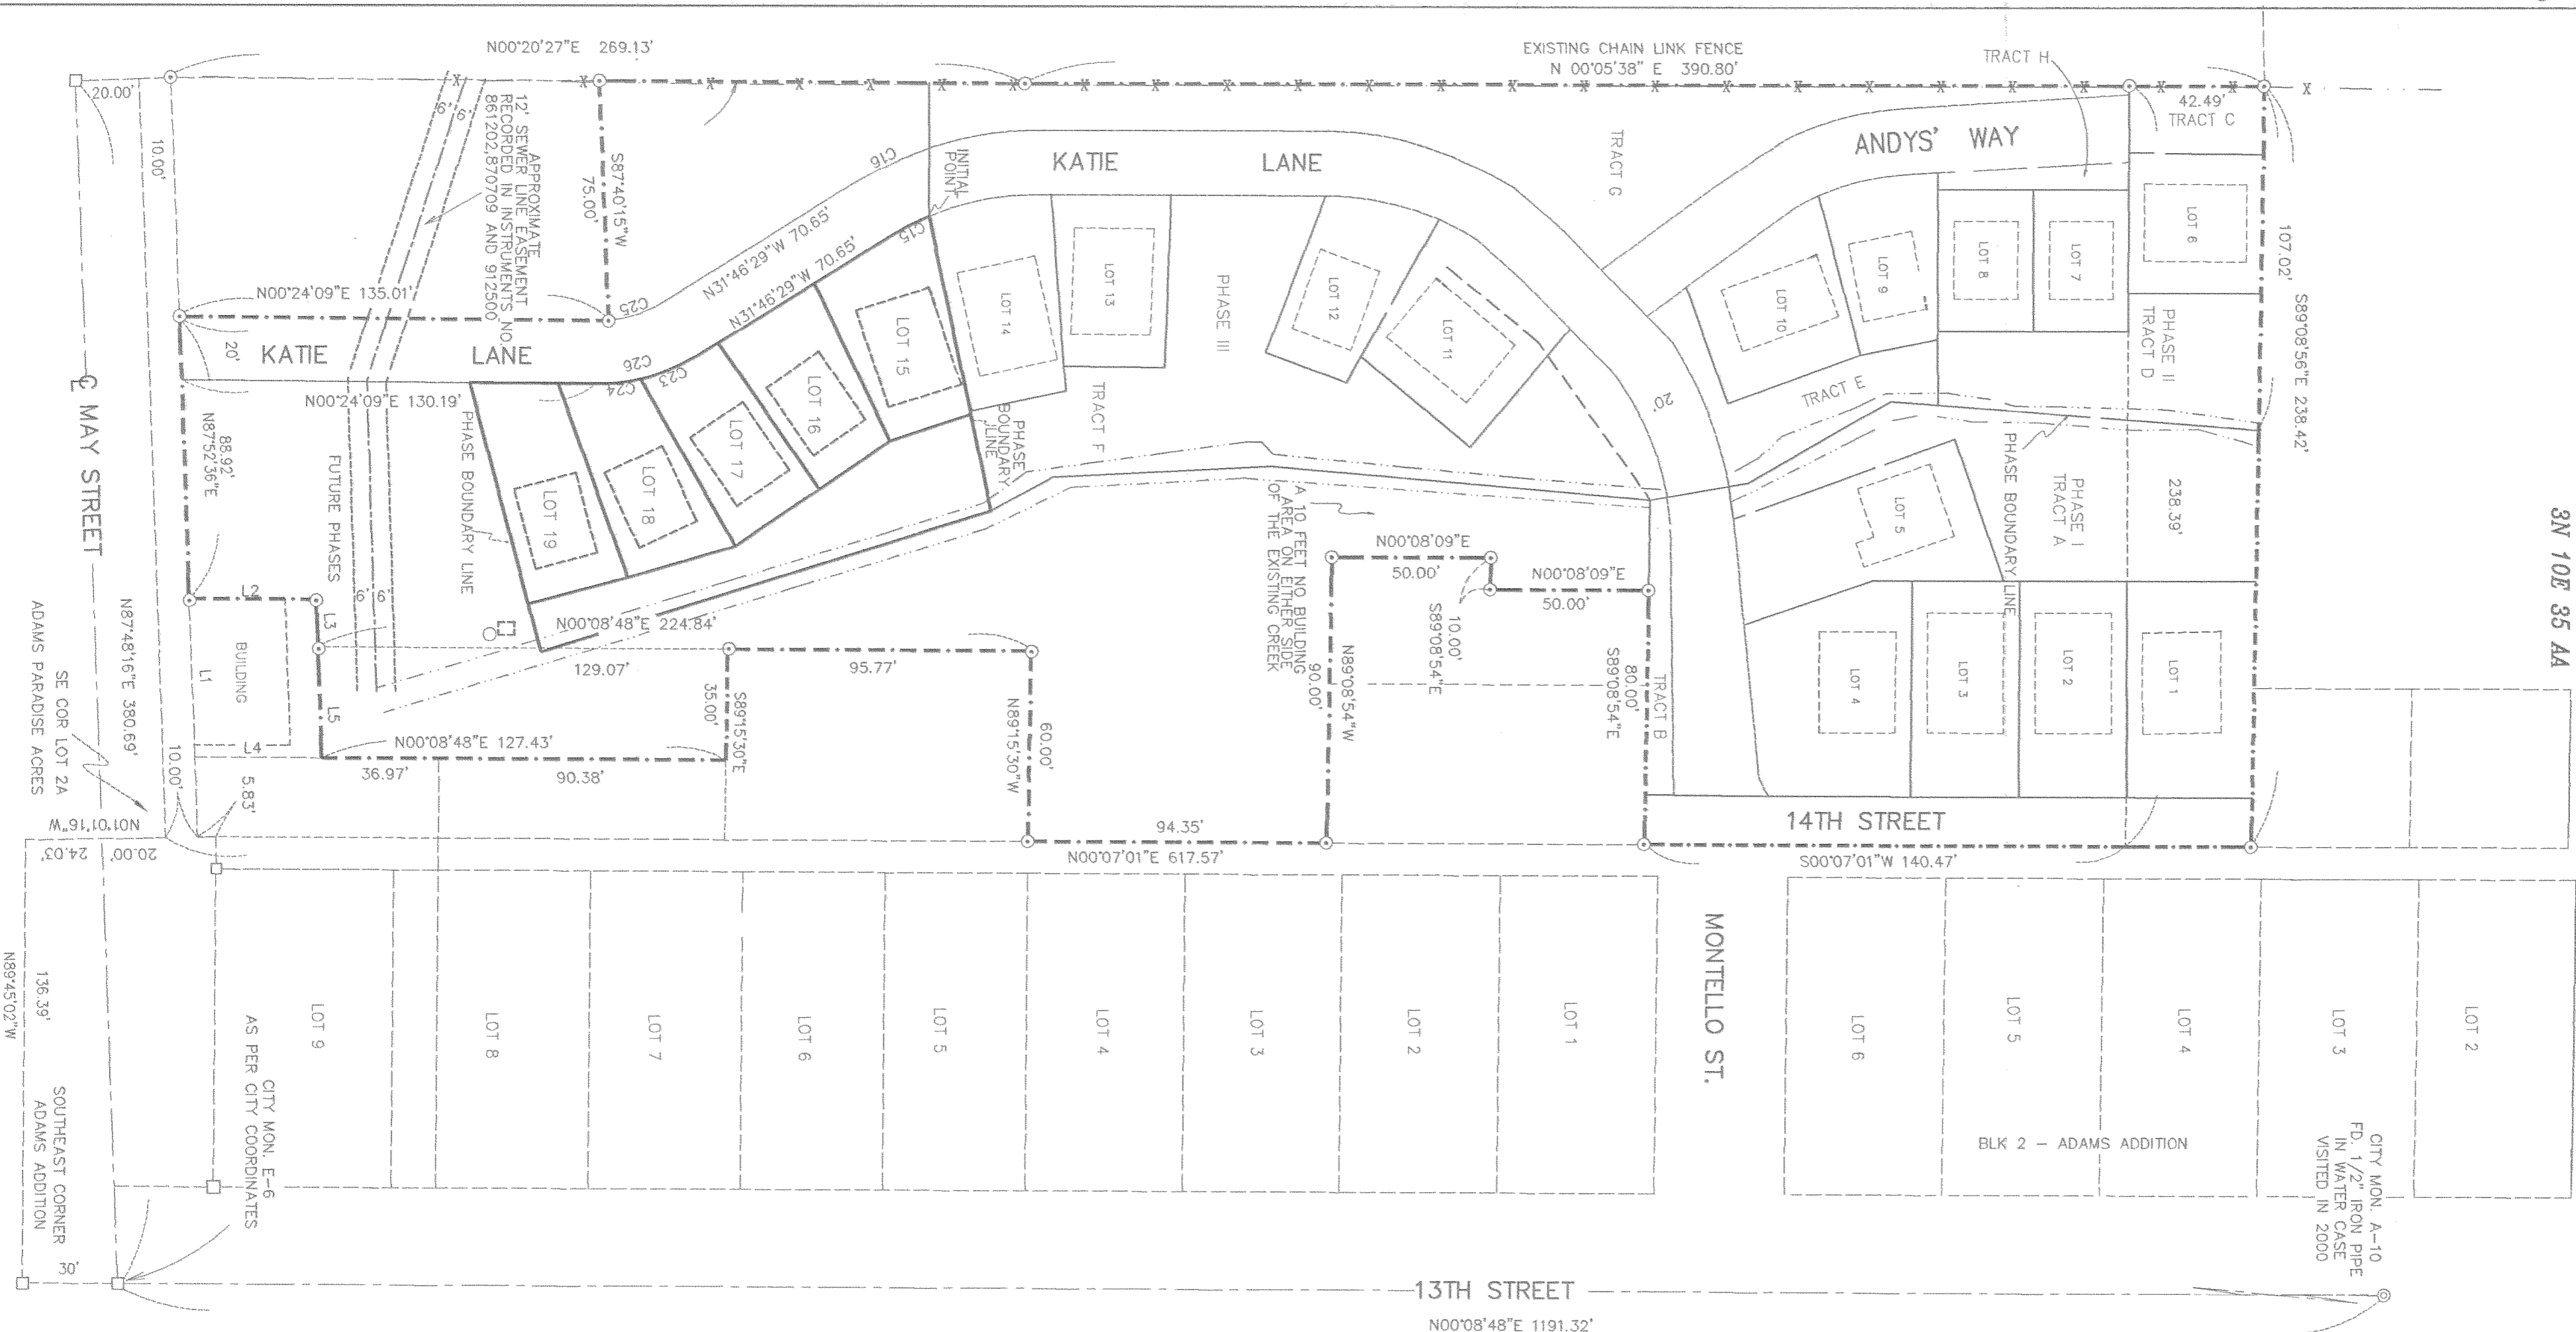 N00°20'27"E 269.13'
EXISTING CHAIN LINK FENCE
N 00°05'38" E 390.80'
TRACT H
20.00'
10.00'
6' 6'
APPROXIMATE
12' SEWER LINE EASEMENT
RECORDED IN INSTRUMENTS NO.
861202,870709 AND 912500
S87°40'15"W
75.00'
C16
INITIAL
POINT
KATIE LANE
TRACT G
ANDYS' WAY
42.49'
TRACT C
N31°46'29"W 70.65'
N31°46'29"W 70.65'
C15
C25
C26
C24
C23
LOT 14
LOT 13
PHASE III
LOT 12
LOT 11
LOT 10
LOT 9
LOT 8
LOT 7
LOT 6
107.02'
S89°08'56"E 238.42'
3N 10E 35 AA
N00°24'09"E 135.01'
20'
KATIE LANE
N00°24'09"E 130.19'
LOT 15
LOT 16
LOT 17
LOT 18
LOT 19
PHASE
BOUNDARY
LINE
TRACT F
20'
TRACT E
PHASE II
TRACT D
PHASE I
TRACT A
PHASE BOUNDARY LINE
238.39'
℄ MAY STREET
88.92'
N87°52'36"E
FUTURE PHASES
PHASE BOUNDARY LINE
6' 6'
L2
L3
BUILDING
L1
L5
L4
A 10 FEET NO BUILDING
AREA ON EITHER SIDE
OF THE EXISTING CREEK
N00°08'09"E
50.00'
N00°08'09"E
50.00'
10.00'
S89°08'54"E
N89°08'54"W
90.00'
TRACT B
80.00'
S89°08'54"E
LOT 5
LOT 4
LOT 3
LOT 2
LOT 1
N00°08'48"E 224.84'
129.07'
95.77'
S89°15'30"E
35.00'
60.00'
N89°15'30"W
N00°08'48"E 127.43'
36.97'
90.38'
N87°48'16"E 380.69'
SE COR LOT 2A
ADAMS PARADISE ACRES
10.00'
5.83'
N01°01'16"W
20.00'
24.03'
94.35'
N00°07'01"E 617.57'
14TH STREET
S00°07'01"W 140.47'
LOT 9
LOT 8
LOT 7
LOT 6
LOT 5
LOT 4
LOT 3
LOT 2
LOT 1
MONTELLO ST.
LOT 6
LOT 5
LOT 4
LOT 3
LOT 2
BLK 2 - ADAMS ADDITION
136.39'
N89°45'02"W
CITY MON. E-6
AS PER CITY COORDINATES
SOUTHEAST CORNER
ADAMS ADDITION
30'
CITY MON. A-10
FD. 1/2" IRON PIPE
IN WATER CASE
VISITED IN 2000
13TH STREET
N00°08'48"E 1191.32'